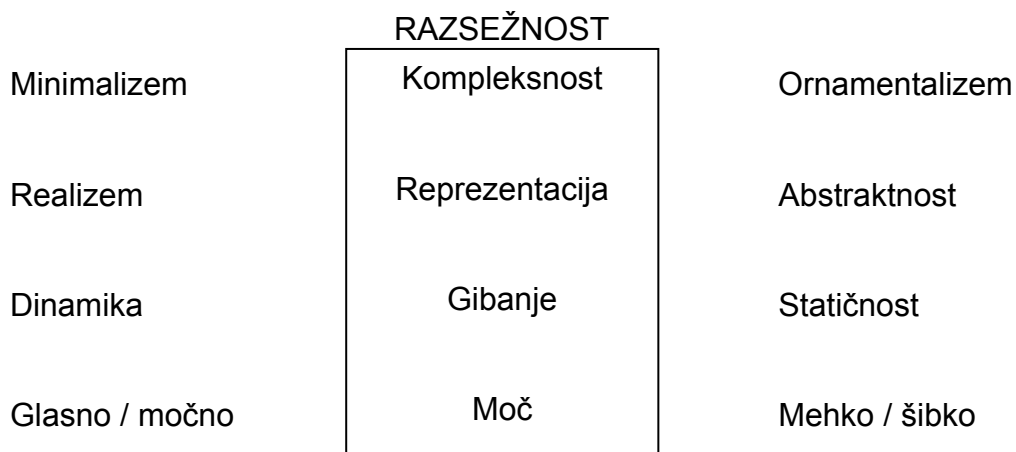 RAZSEŽNOST
Minimalizem Kompleksnost Ornamentalizem
Realizem Reprezentacija Abstraktnost
Dinamika Gibanje Statičnost
Glasno / močno Moč Mehko / šibko